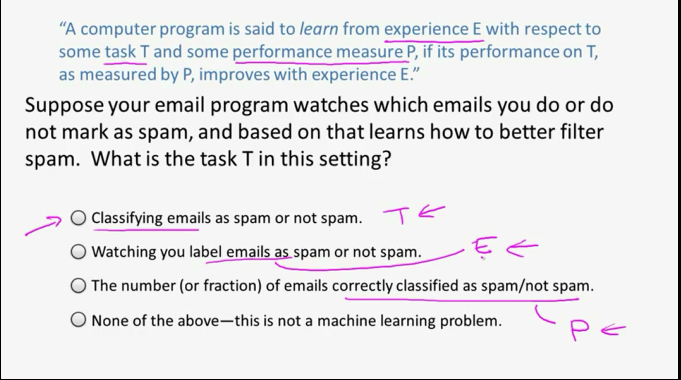 “A computer program is said to learn from experience E with respect to
some task T and some performance measure P, if its performance on T,
as measured by P, improves with experience E.”
Suppose your email program watches which emails you do or do
not mark as spam, and based on that learns how to better filter
spam.  What is the task T in this setting?
Classifying emails as spam or not spam. T ←
Watching you label emails as spam or not spam. E ←
The number (or fraction) of emails correctly classified as spam/not spam.
None of the above—this is not a machine learning problem. P ←